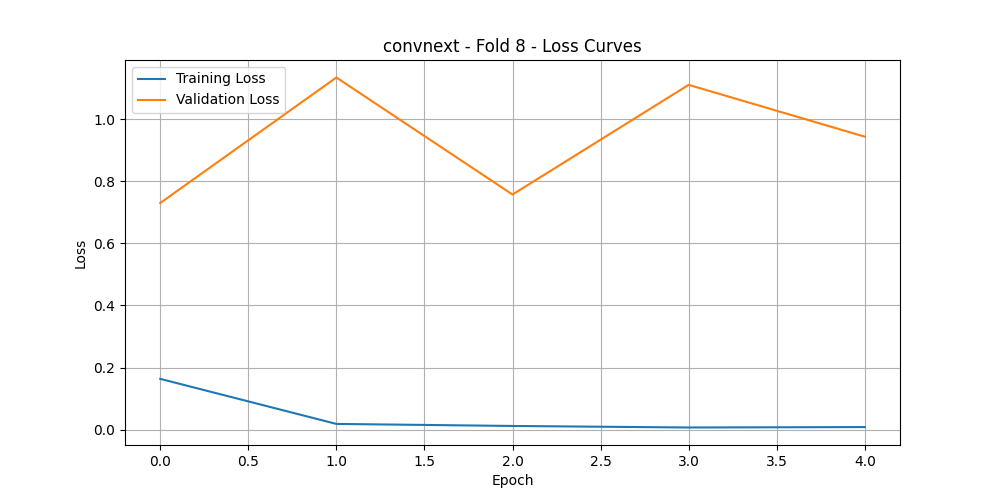 convnext - Fold 8 - Loss Curves
Training Loss
Validation Loss
1.0
0.8
0.6
0.4
0.2
0.0
Loss
0.0 0.5 1.0 1.5 2.0 2.5 3.0 3.5 4.0
Epoch